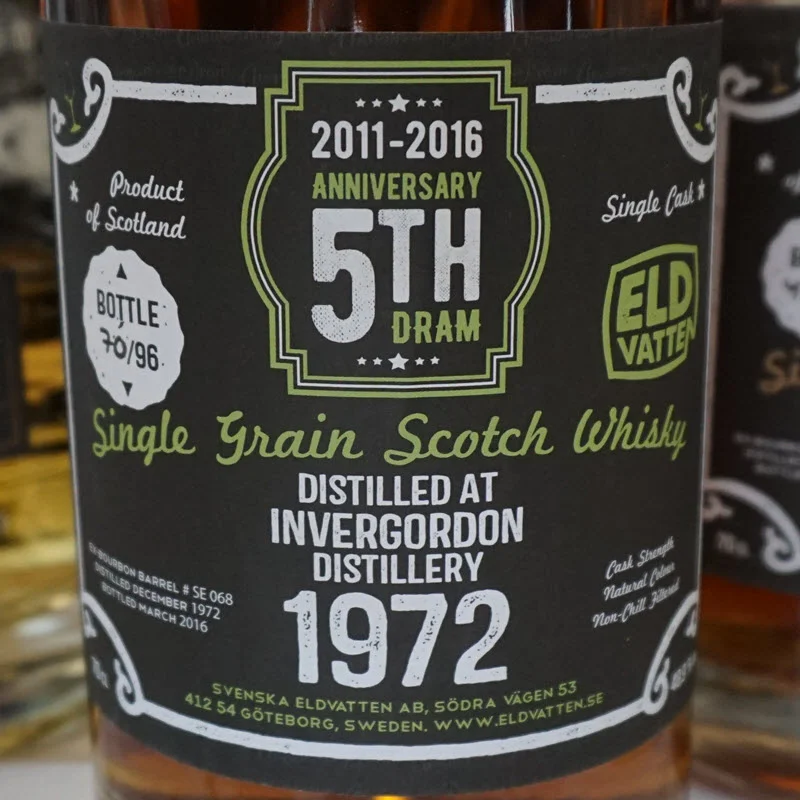 2011-2016
ANNIVERSARY
5TH
DRAM
Product
of Scotland
Single Cask
BOTTLE
70/96
ELD
VATTEN
Single Grain Scotch Whisky
DISTILLED AT
INVERGORDON
DISTILLERY
1972
EX-BOURBON BARREL # SE 068
DISTILLED DECEMBER 1972
BOTTLED MARCH 2016
Cask Strength
Natural Colour
Non-Chill Filtered
70cl
SVENSKA ELDVATTEN AB, SÖDRA VÄGEN 53
412 54 GÖTEBORG, SWEDEN. WWW.ELDVATTEN.SE